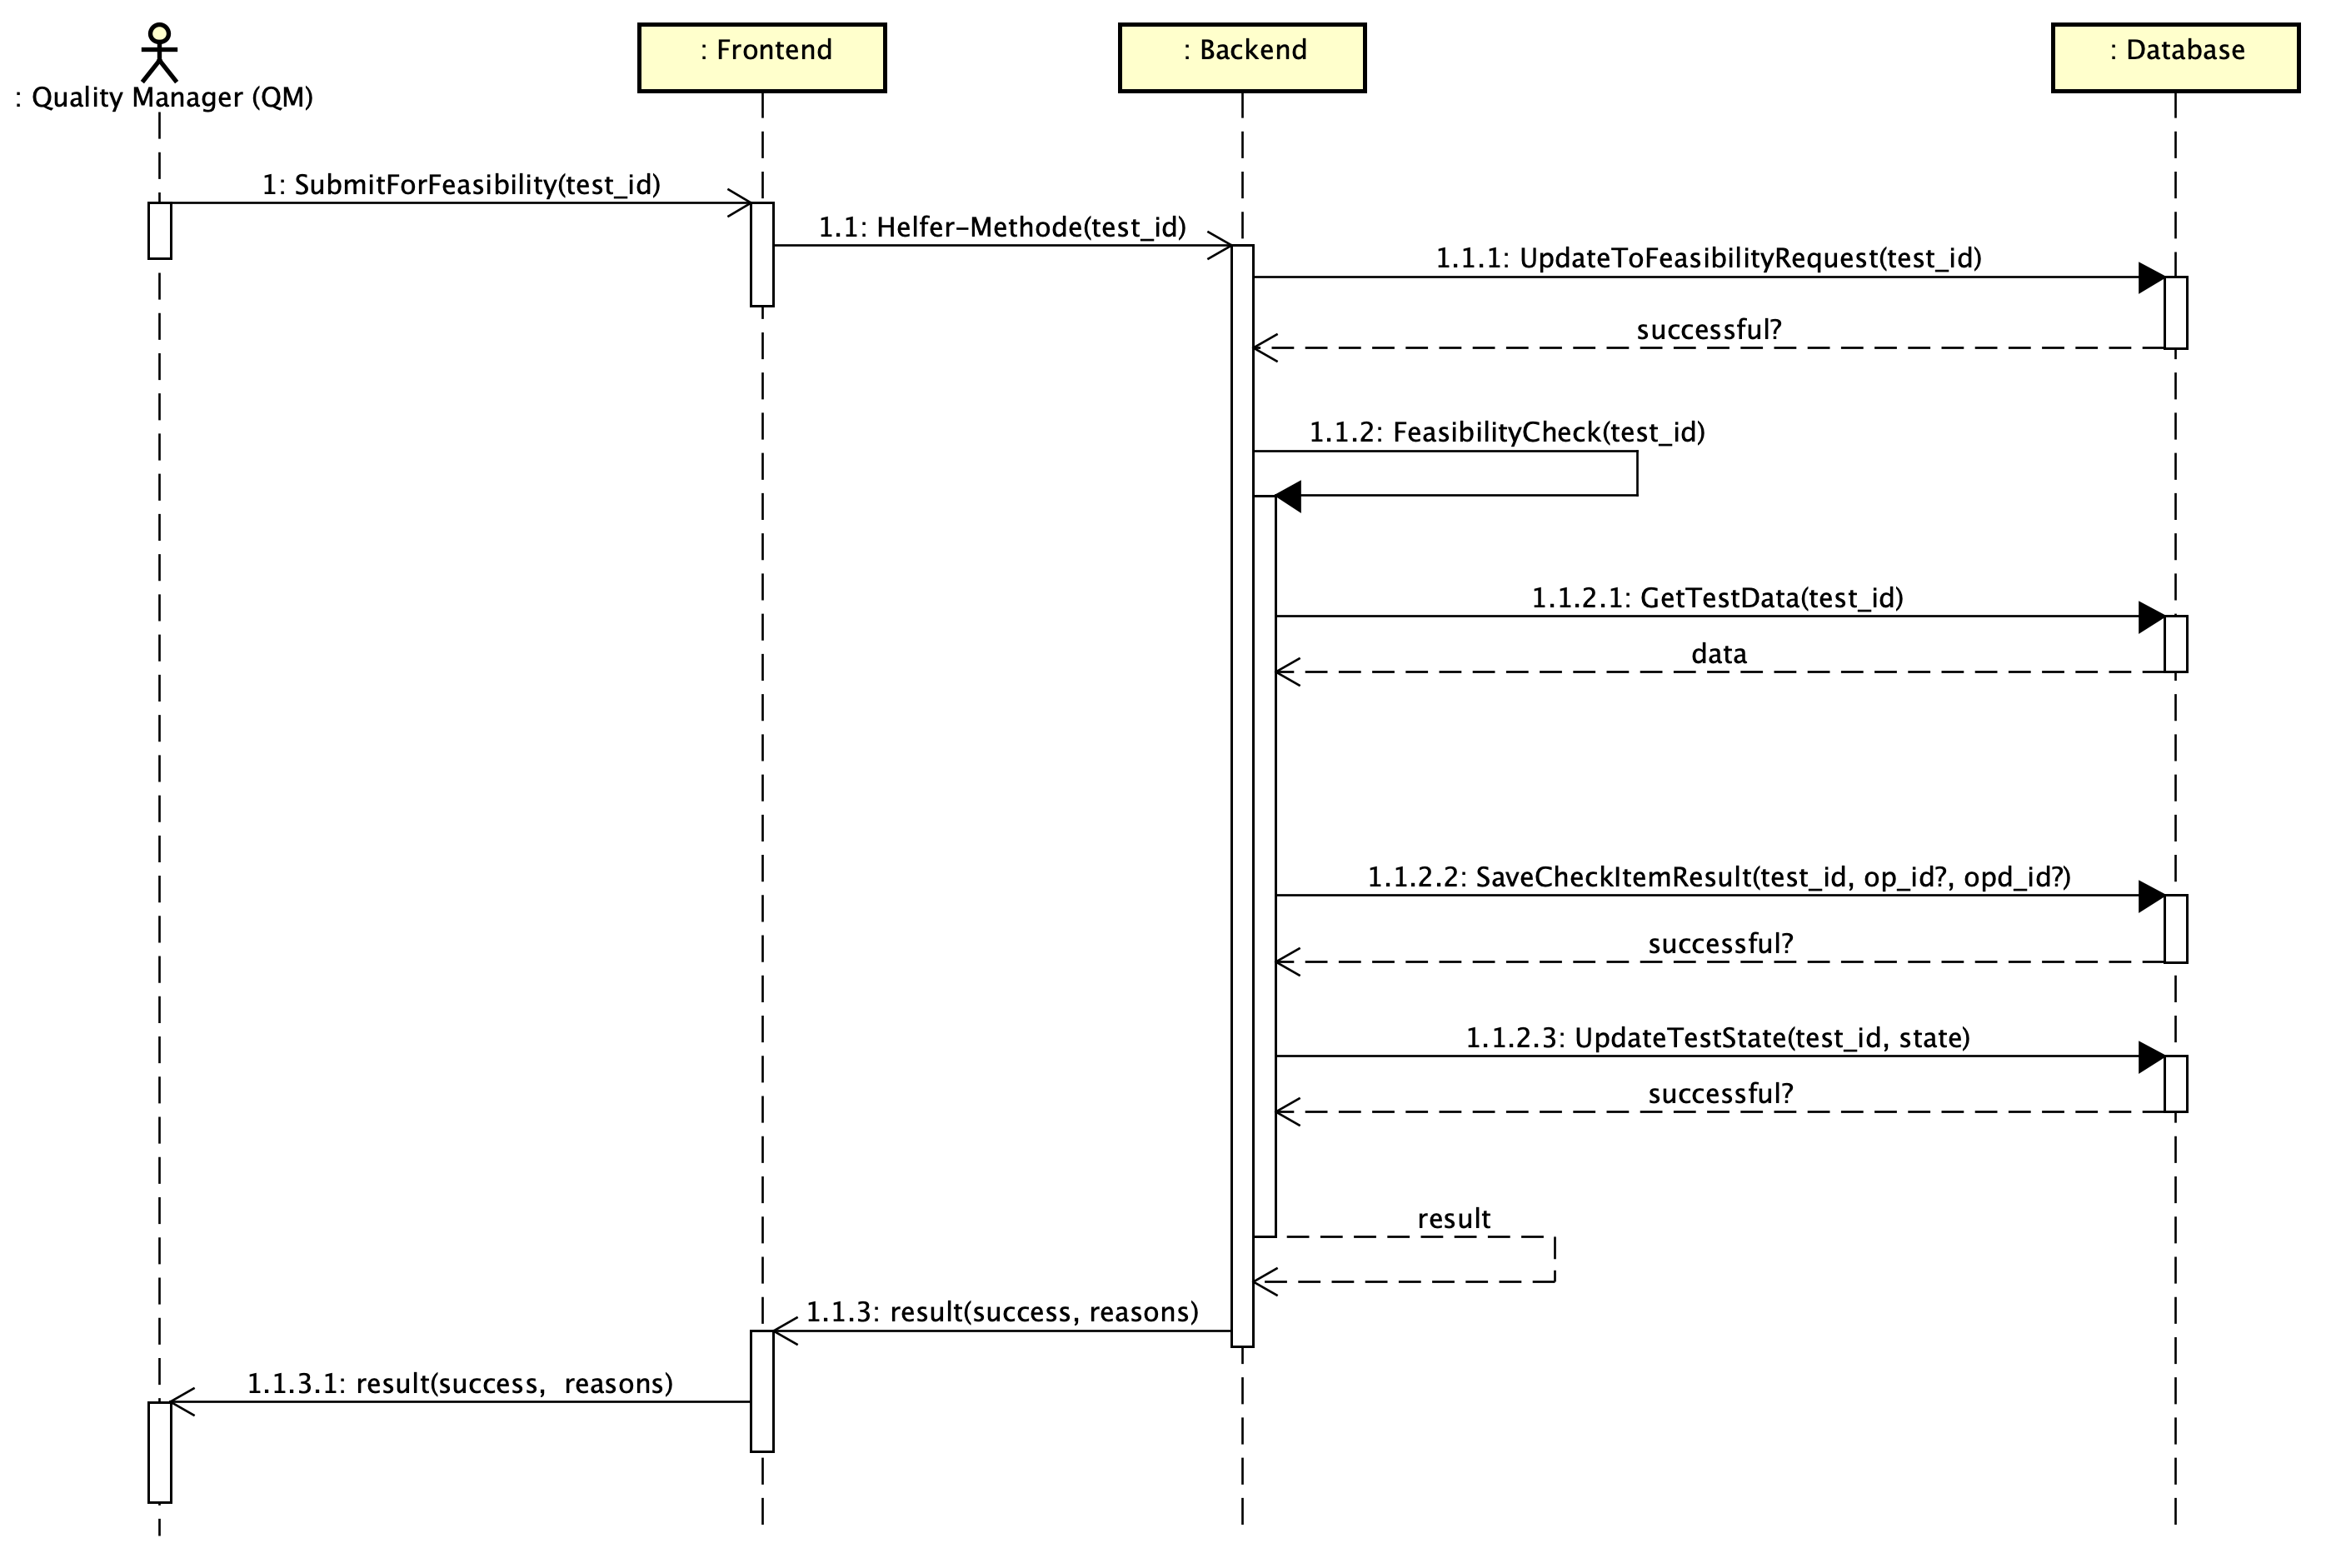 : Quality Manager (QM)
: Frontend
: Backend
: Database
1: SubmitForFeasibility(test_id)
1.1: Helfer-Methode(test_id)
1.1.1: UpdateToFeasibilityRequest(test_id)
successful?
1.1.2: FeasibilityCheck(test_id)
1.1.2.1: GetTestData(test_id)
data
1.1.2.2: SaveCheckItemResult(test_id, op_id?, opd_id?)
successful?
1.1.2.3: UpdateTestState(test_id, state)
successful?
result
1.1.3: result(success, reasons)
1.1.3.1: result(success,  reasons)